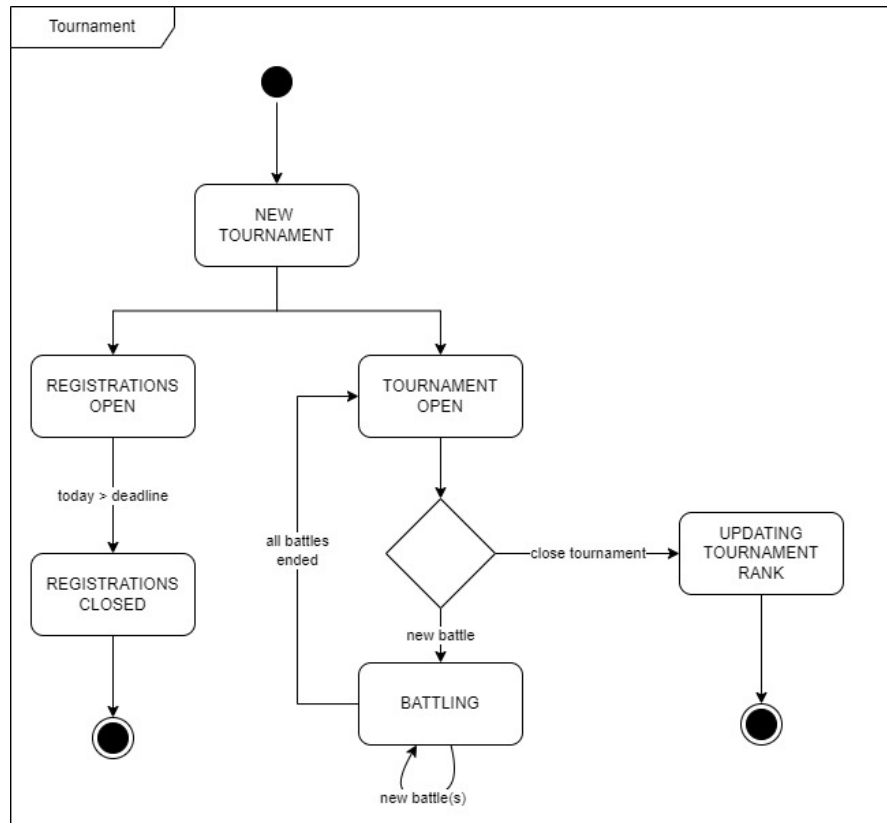 Tournament
NEW
TOURNAMENT
REGISTRATIONS
OPEN
TOURNAMENT
OPEN
today > deadline
all battles
ended
close tournament
UPDATING
TOURNAMENT
RANK
REGISTRATIONS
CLOSED
new battle
BATTLING
new battle(s)